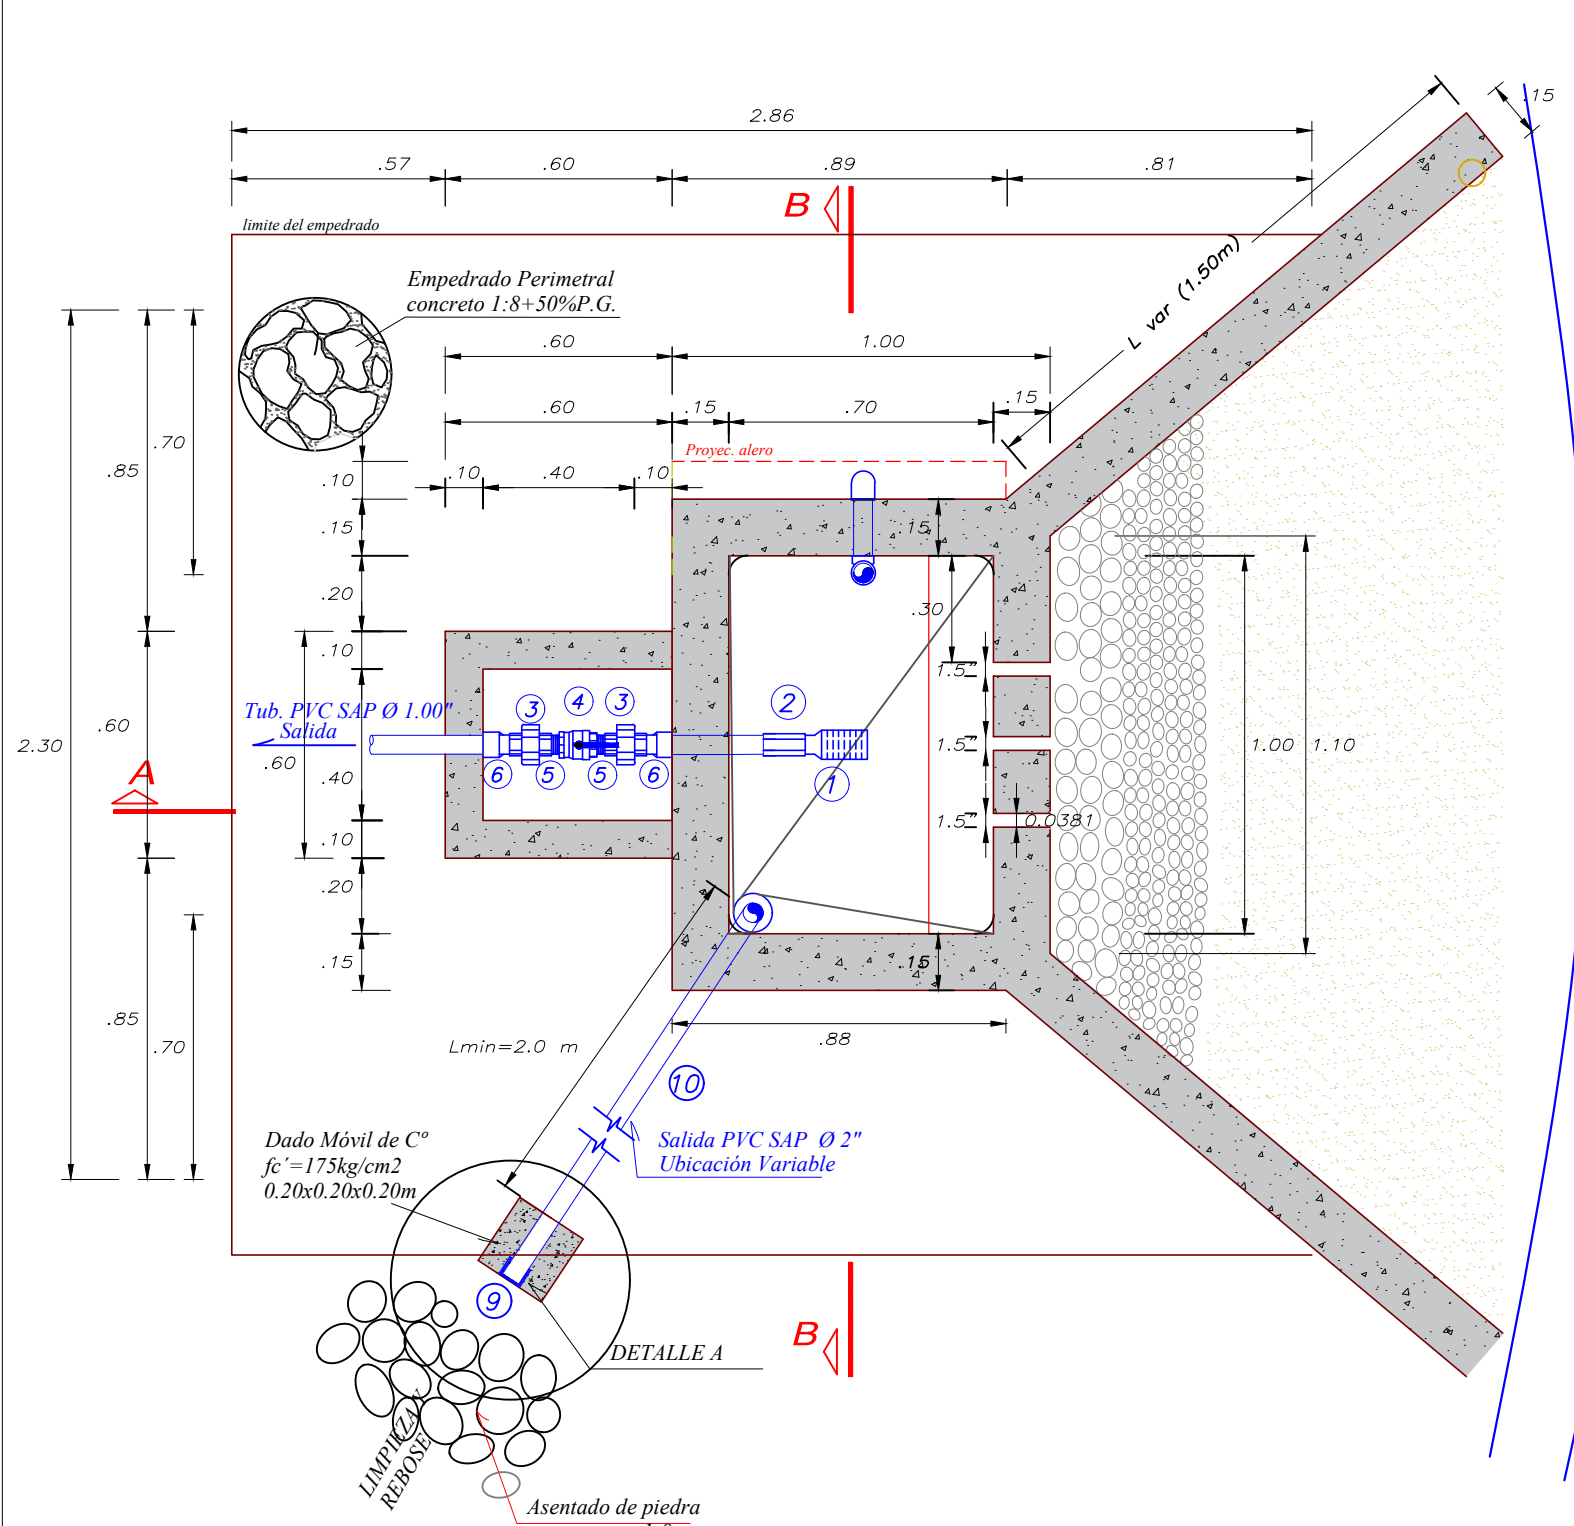 .15
2.86
.57
.60
.89
.81
B
limite del empedrado
Empedrado Perimetral
concreto 1:8+50%P.G.
L var (1.50m)
.60
1.00
.60
.15
.70
.15
.70
.85
Proyec. alero
.10
.10
.40
.10
.15
.15
.20
.30
.10
1.5"
Tub. PVC SAP Ø 1.00"
Salida
3
4
3
2
2.30
.60
.60
.40
6
5
5
6
1
1.5"
1.00
1.10
A
.10
1.5"
0.0381
.20
.15
.15
.85
.70
Lmin=2.0 m
.88
10
Dado Móvil de Cº
fc´=175kg/cm2
0.20x0.20x0.20m
Salida PVC SAP Ø 2"
Ubicación Variable
9
B
DETALLE A
LIMPIEZA Y
REBOSE
Asentado de piedra